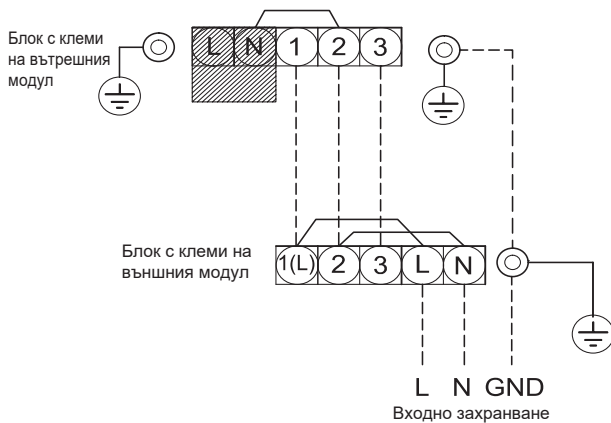 Блок с клеми
на вътрешния
модул
L N 1 2 3
Блок с клеми на
външния модул
1(L) 2 3 L N
L N GND
Входно захранване